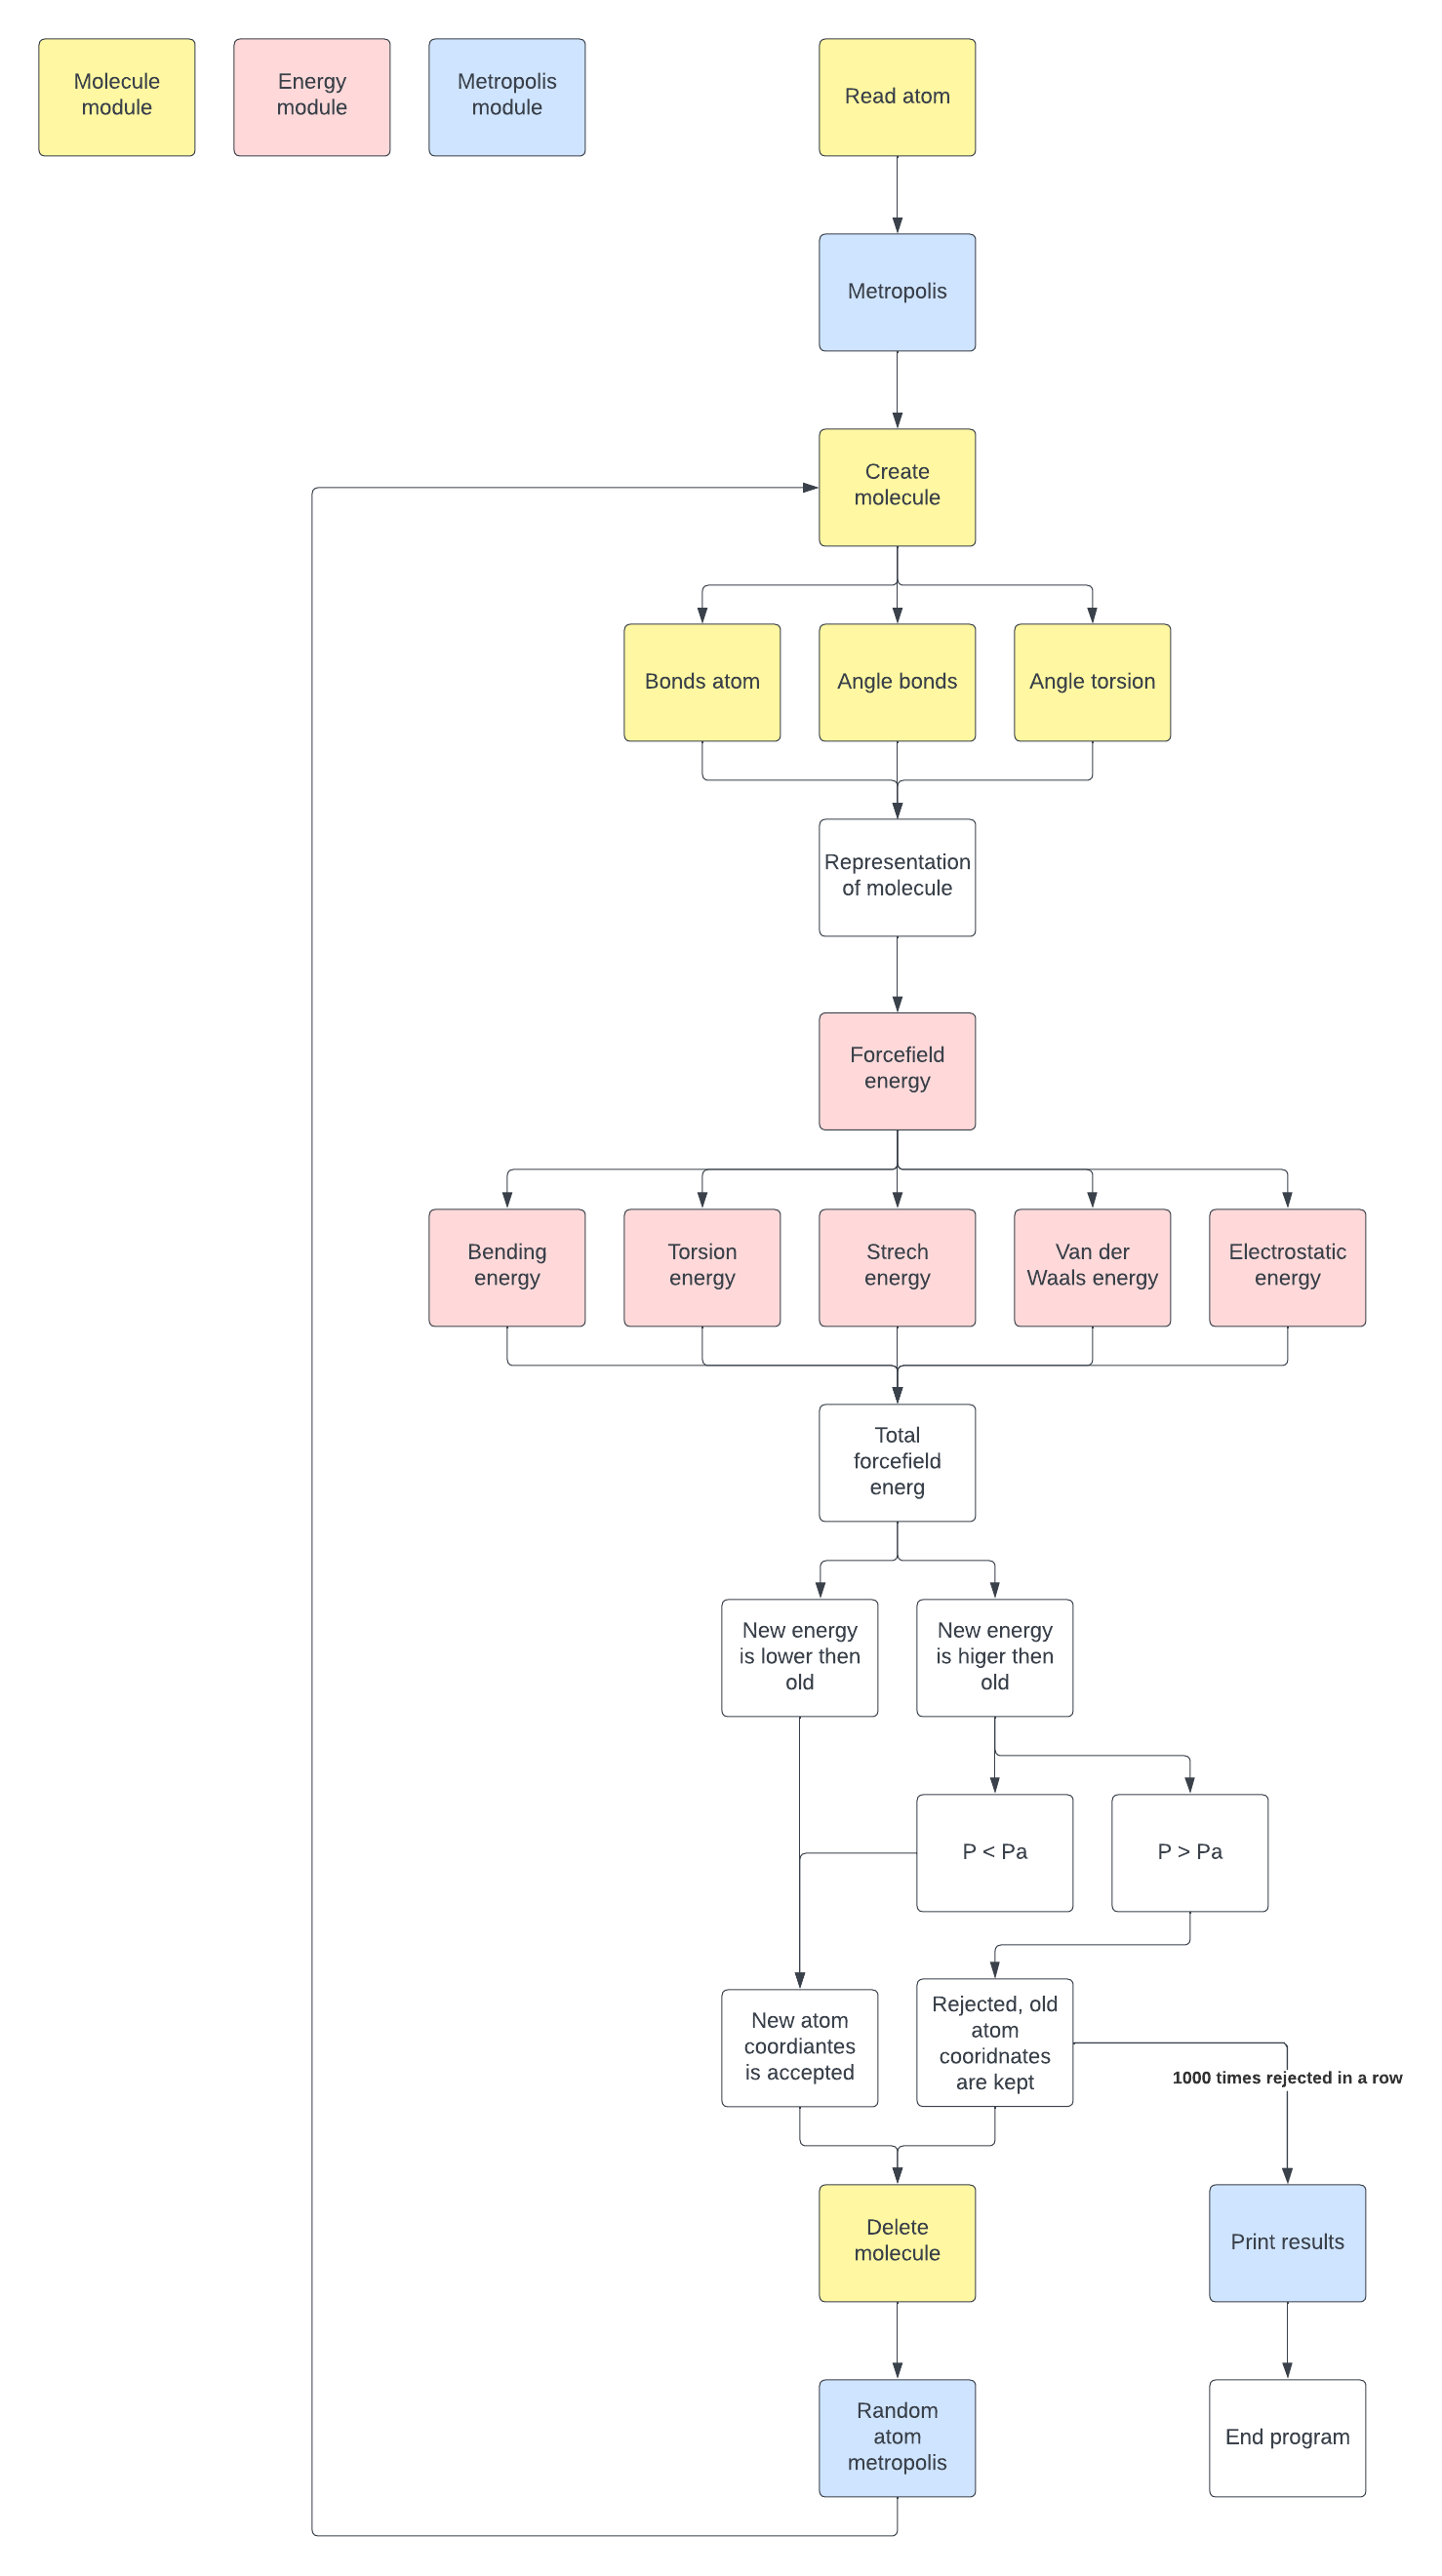 Molecule
module
Energy
module
Metropolis
module
Read atom
Metropolis
Create
molecule
Bonds atom
Angle bonds
Angle torsion
Representation
of molecule
Forcefield
energy
Bending
energy
Torsion
energy
Strech
energy
Van der
Waals energy
Electrostatic
energy
Total
forcefield
energ
New energy
is lower then
old
New energy
is higer then
old
P < Pa
P > Pa
New atom
coordiantes
is accepted
Rejected, old
atom
cooridnates
are kept
1000 times rejected in a row
Delete
molecule
Print results
Random
atom
metropolis
End program